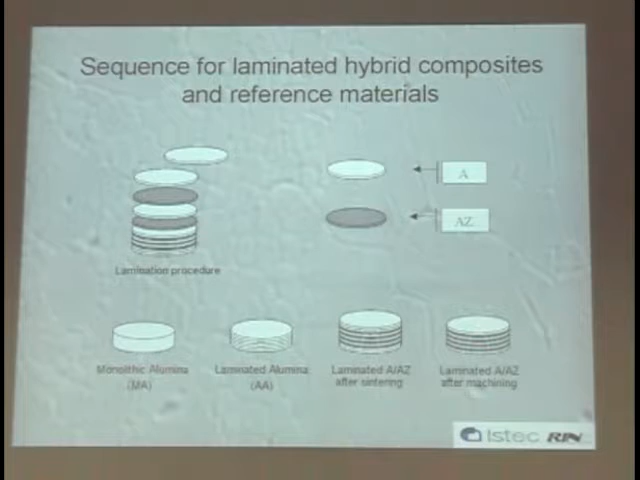 Sequence for laminated hybrid composites
and reference materials
A
AZ
Lamination procedure
Monolithic Alumina
(MA)
Laminated Alumina
(AA)
Laminated A/AZ
after sintering
Laminated A/AZ
after machining
Istec RIN